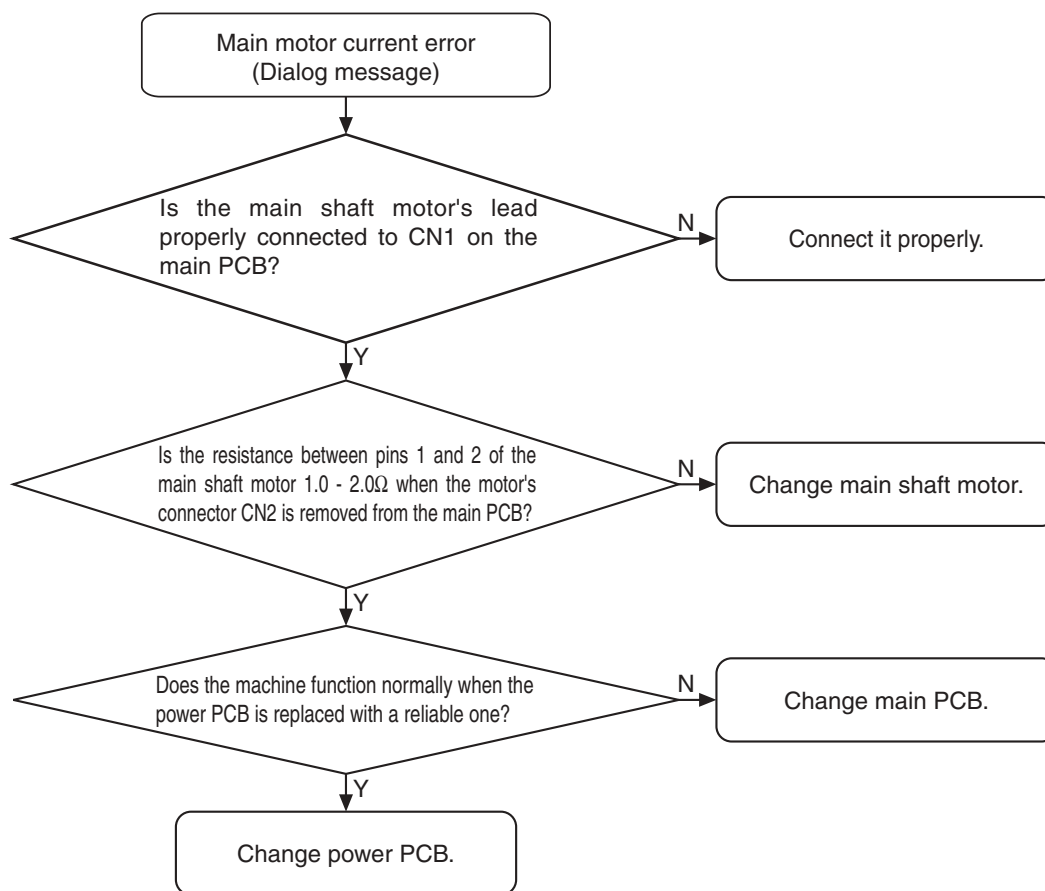 Main motor current error
(Dialog message)
Is the main shaft motor's lead
properly connected to CN1 on the
main PCB?
N
Connect it properly.
Y
Is the resistance between pins 1 and 2 of the
main shaft motor 1.0 - 2.0Ω when the motor's
connector CN2 is removed from the main PCB?
N
Change main shaft motor.
Y
Does the machine function normally when the
power PCB is replaced with a reliable one?
N
Change main PCB.
Y
Change power PCB.